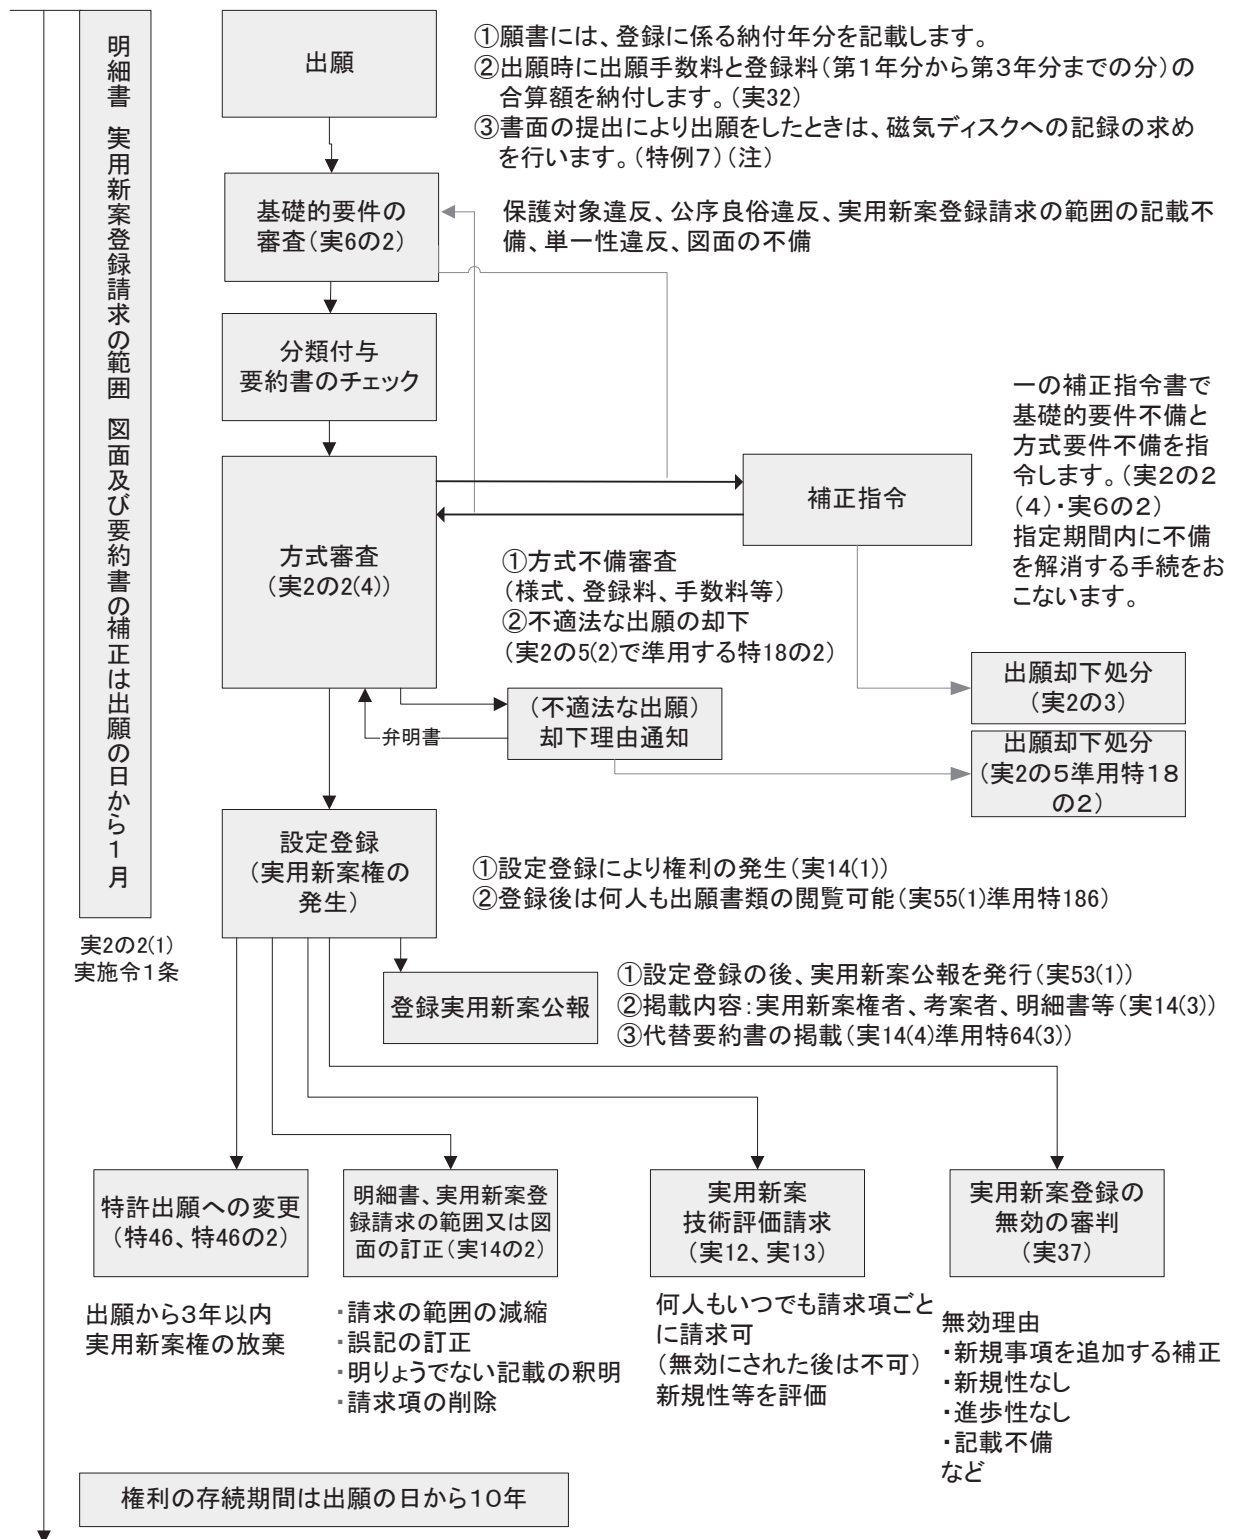 明細書、実用新案登録請求の範囲、図面及び要約書の補正は出願の日から1月
実2の2(1)
実施令1条
出願
①願書には、登録に係る納付年分を記載します。
②出願時に出願手数料と登録料(第1年分から第3年分までの分)の
合算額を納付します。(実32)
③書面の提出により出願をしたときは、磁気ディスクへの記録の求め
を行います。(特例7)(注)
基礎的要件の
審査(実6の2)
保護対象違反、公序良俗違反、実用新案登録請求の範囲の記載不
備、単一性違反、図面の不備
分類付与
要約書のチェック
方式審査
(実2の2(4))
補正指令
一の補正指令書で
基礎的要件不備と
方式要件不備を指
令します。(実2の2
(4)・実6の2)
指定期間内に不備
を解消する手続をお
こないます。
①方式不備審査
(様式、登録料、手数料等)
②不適法な出願の却下
(実2の5(2)で準用する特18の2)
出願却下処分
(実2の3)
弁明書
(不適法な出願)
却下理由通知
出願却下処分
(実2の5準用特18
の2)
設定登録
(実用新案権の
発生)
①設定登録により権利の発生(実14(1))
②登録後は何人も出願書類の閲覧可能(実55(1)準用特186)
登録実用新案公報
①設定登録の後、実用新案公報を発行(実53(1))
②掲載内容:実用新案権者、考案者、明細書等(実14(3))
③代替要約書の掲載(実14(4)準用特64(3))
特許出願への変更
(特46、特46の2)
出願から3年以内
実用新案権の放棄
明細書、実用新案登
録請求の範囲又は図
面の訂正(実14の2)
・請求の範囲の減縮
・誤記の訂正
・明りょうでない記載の釈明
・請求項の削除
実用新案
技術評価請求
(実12、実13)
何人もいつでも請求項ごと
に請求可
(無効にされた後は不可)
新規性等を評価
実用新案登録の
無効の審判
(実37)
無効理由
・新規事項を追加する補正
・新規性なし
・進歩性なし
・記載不備
など
権利の存続期間は出願の日から10年